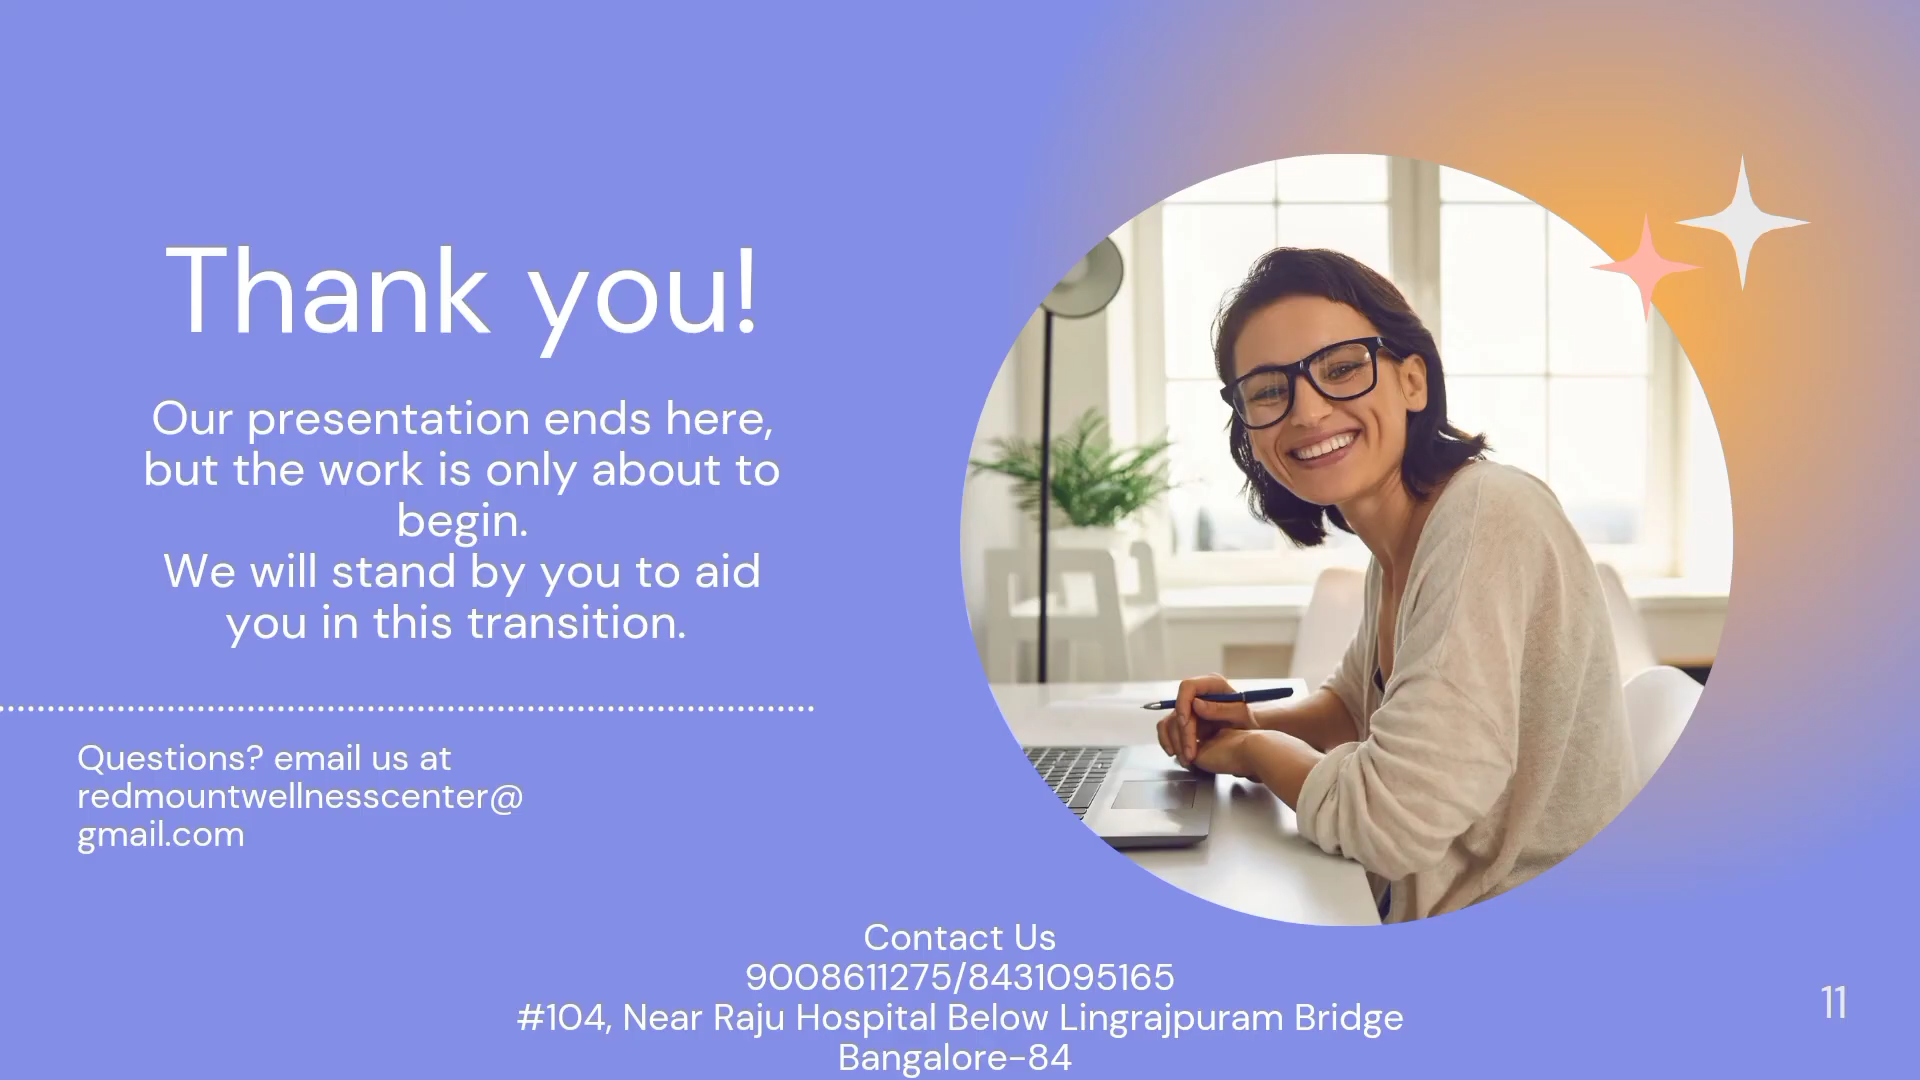 Thank you!
Our presentation ends here,
but the work is only about to
begin.
We will stand by you to aid
you in this transition.
Questions? email us at
redmountwellnesscenter@
gmail.com
Contact Us
9008611275/8431095165
#104, Near Raju Hospital Below Lingrajpuram Bridge
Bangalore-84
11